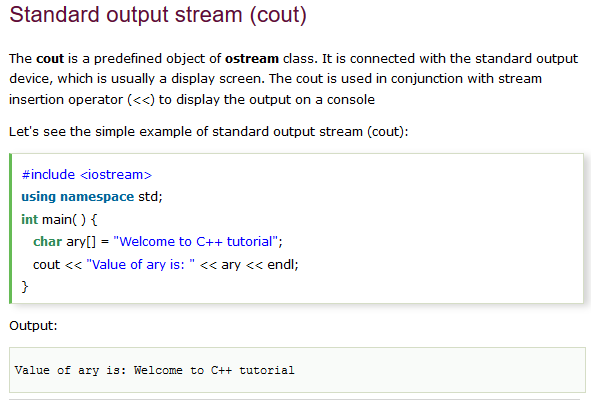 Standard output stream (cout)
The cout is a predefined object of ostream class. It is connected with the standard output
device, which is usually a display screen. The cout is used in conjunction with stream
insertion operator (<<) to display the output on a console
Let's see the simple example of standard output stream (cout):
#include <iostream>
using namespace std;
int main( ) {
char ary[] = "Welcome to C++ tutorial";
cout << "Value of ary is: " << ary << endl;
}
Output:
Value of ary is: Welcome to C++ tutorial